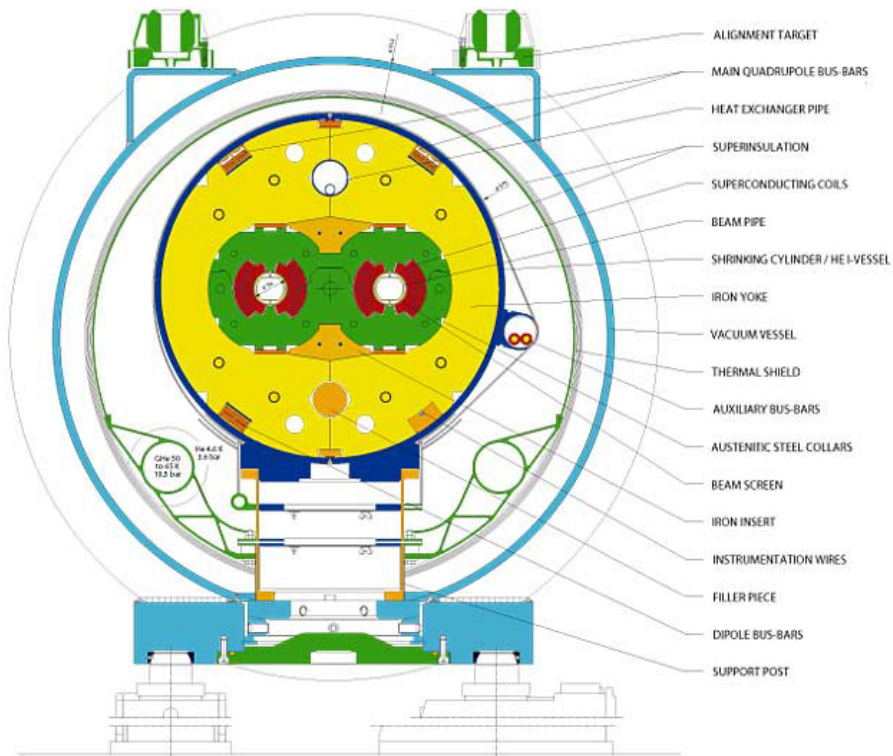 ALIGNMENT TARGET
MAIN QUADRUPOLE BUS-BARS
HEAT EXCHANGER PIPE
SUPERINSULATION
SUPERCONDUCTING COILS
BEAM PIPE
SHRINKING CYLINDER / HE I-VESSEL
IRON YOKE
VACUUM VESSEL
THERMAL SHIELD
AUXILIARY BUS-BARS
AUSTENITIC STEEL COLLARS
BEAM SCREEN
IRON INSERT
INSTRUMENTATION WIRES
FILLER PIECE
DIPOLE BUS-BARS
SUPPORT POST
GHe 50
to 65 K
19.5 bar
He 4.6 K
3.6 bar